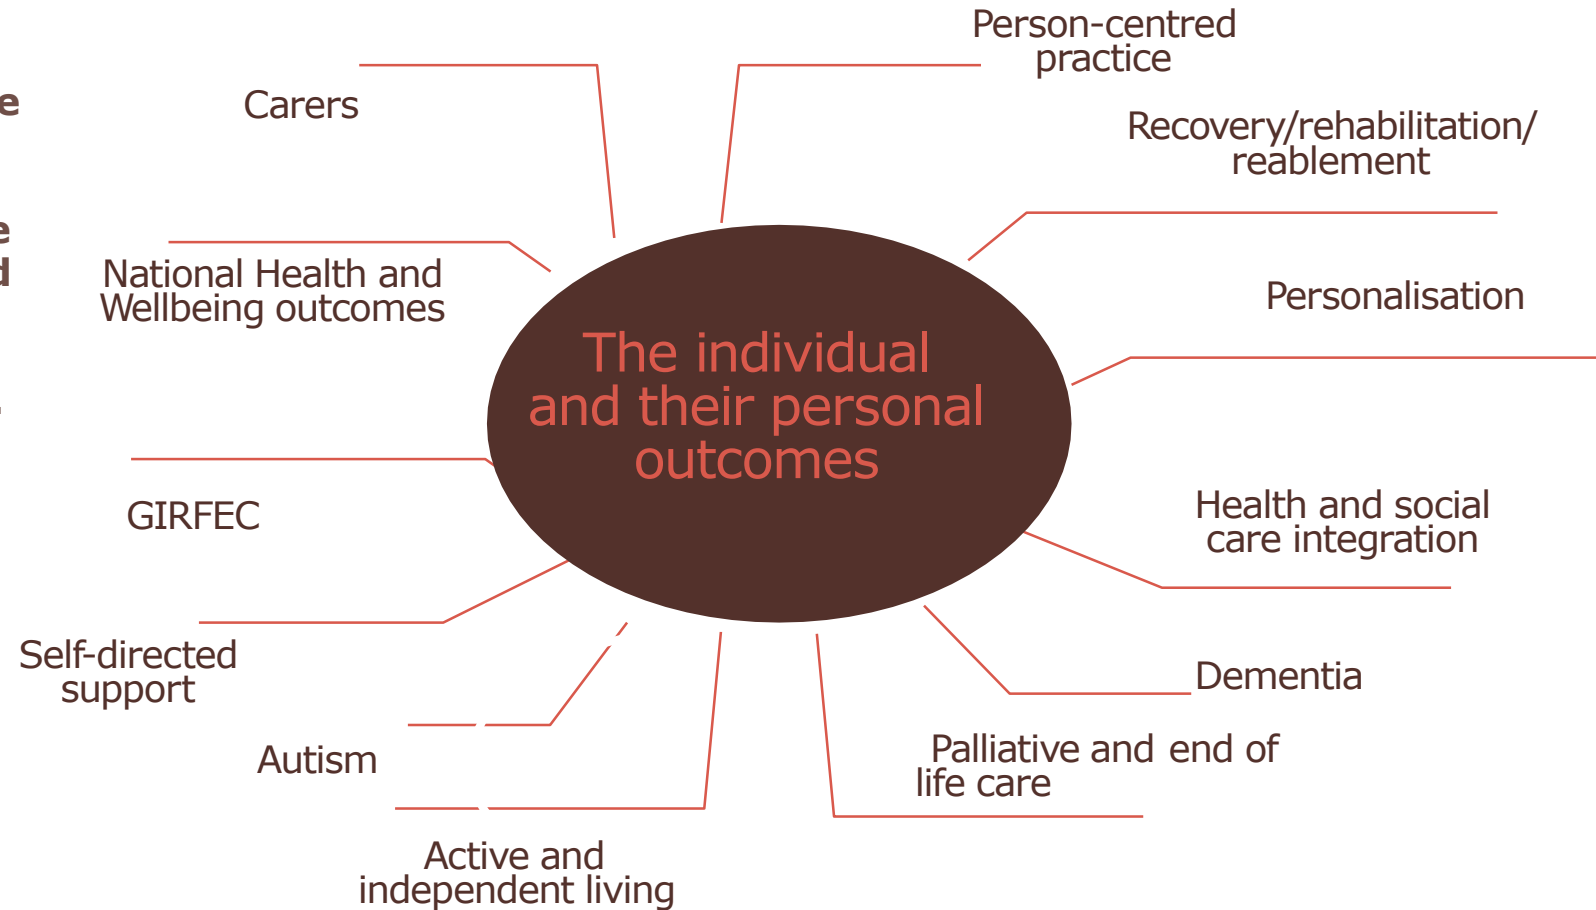 Person-centred
practice
Carers
Recovery/rehabilitation/
reablement
National Health and
Wellbeing outcomes
Personalisation
The individual
and their personal
outcomes
GIRFEC
Health and social
care integration
Self-directed
support
Dementia
Autism
Palliative and end of
life care
Active and
independent living